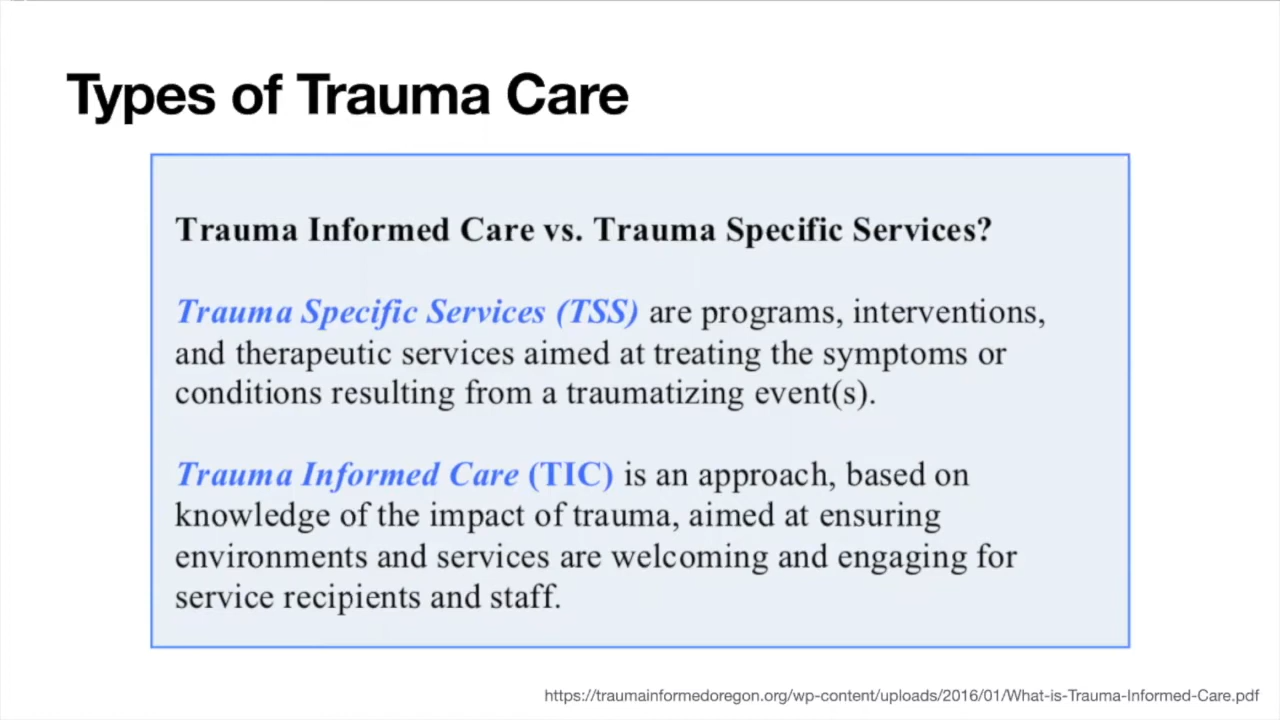 Types of Trauma Care
Trauma Informed Care vs. Trauma Specific Services?
Trauma Specific Services (TSS) are programs, interventions,
and therapeutic services aimed at treating the symptoms or
conditions resulting from a traumatizing event(s).
Trauma Informed Care (TIC) is an approach, based on
knowledge of the impact of trauma, aimed at ensuring
environments and services are welcoming and engaging for
service recipients and staff.
https://traumainformedoregon.org/wp-content/uploads/2016/01/What-is-Trauma-Informed-Care.pdf